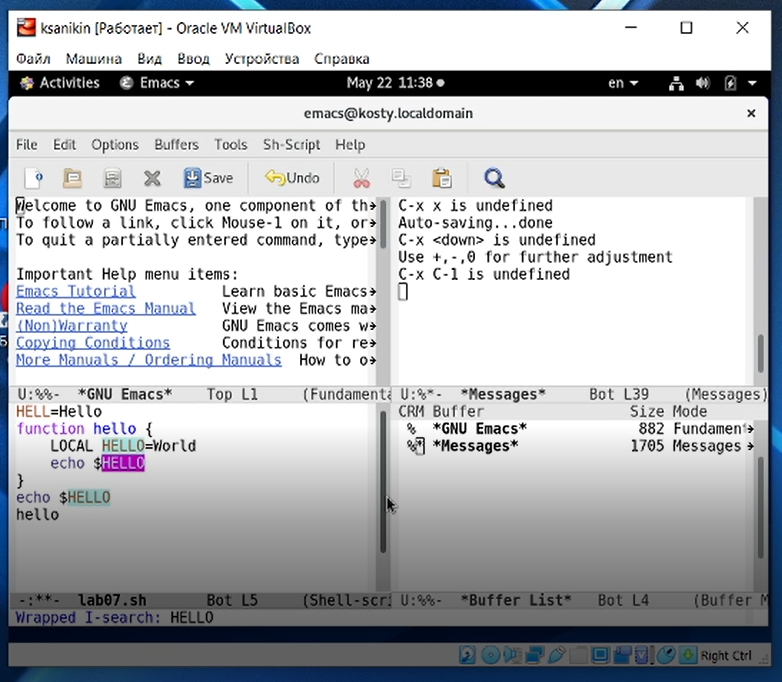 ksanikin [Работает] - Oracle VM VirtualBox
Файл Машина Вид Ввод Устройства Справка
Activities Emacs May 22 11:38 en
emacs@kosty.localdomain
File Edit Options Buffers Tools Sh-Script Help
Save Undo
Welcome to GNU Emacs, one component of th
To follow a link, click Mouse-1 on it, or
To quit a partially entered command, type
Important Help menu items:
Emacs Tutorial Learn basic Emacs
Read the Emacs Manual View the Emacs ma
(Non)Warranty GNU Emacs comes w
Copying Conditions Conditions for re
More Manuals / Ordering Manuals How to o
U:%%- *GNU Emacs* Top L1 (Fundamenta
C-x x is undefined
Auto-saving...done
C-x <down> is undefined
Use +,-,0 for further adjustment
C-x C-1 is undefined
U:%*- *Messages* Bot L39 (Messages)
HELL=Hello
function hello {
LOCAL HELLO=World
echo $HELLO
}
echo $HELLO
hello
-:**- lab07.sh Bot L5 (Shell-scri
CRM Buffer Size Mode
% *GNU Emacs* 882 Fundament
%* *Messages* 1705 Messages
U:%%- *Buffer List* Bot L4 (Buffer M
Wrapped I-search: HELLO
Right Ctrl